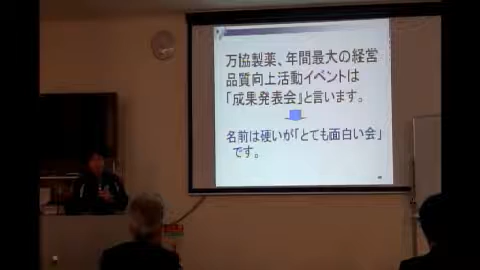 万協製薬、年間最大の経営
品質向上活動イベントは
「成果発表会」と言います。
名前は硬いが「とても面白い会」
です。